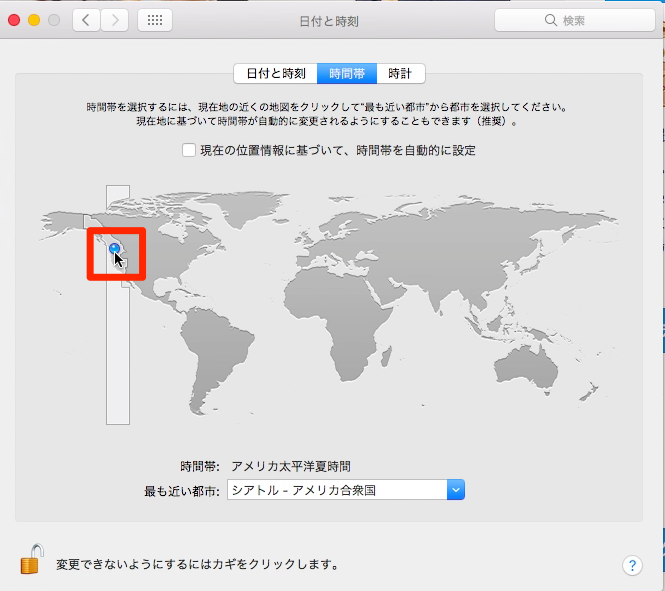 日付と時刻
検索
日付と時刻 時間帯 時計
時間帯を選択するには、現在地の近くの地図をクリックして“最も近い都市”から都市を選択してください。
現在地に基づいて時間帯が自動的に変更されるようにすることもできます（推奨）。
現在の位置情報に基づいて、時間帯を自動的に設定
時間帯： アメリカ太平洋夏時間
最も近い都市： シアトル – アメリカ合衆国
変更できないようにするにはカギをクリックします。
?